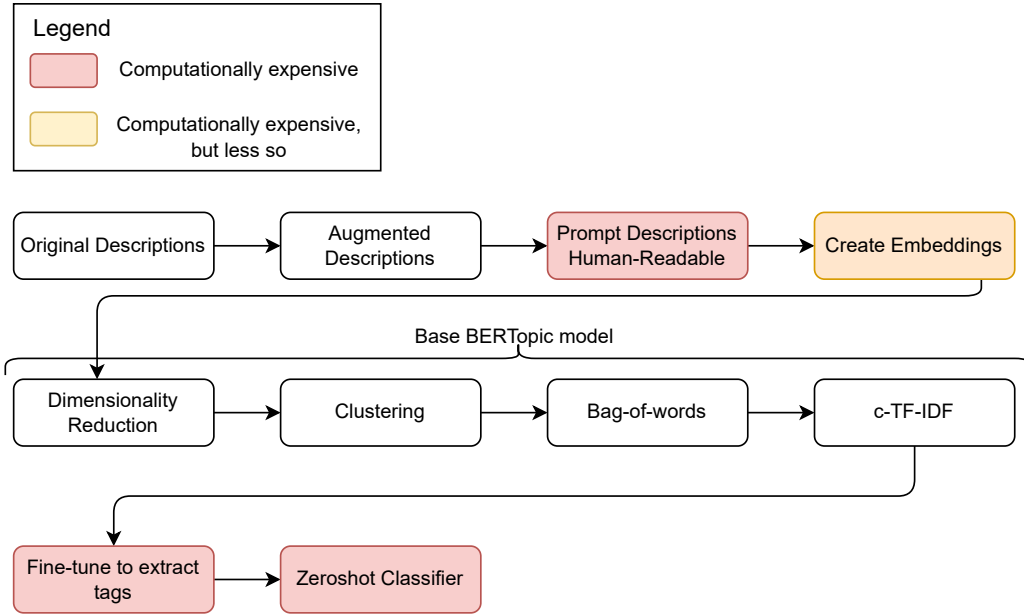 Legend
Computationally expensive
Computationally expensive,
but less so
Original Descriptions
Augmented
Descriptions
Prompt Descriptions
Human-Readable
Create Embeddings
Base BERTopic model
Dimensionality
Reduction
Clustering
Bag-of-words
c-TF-IDF
Fine-tune to extract
tags
Zeroshot Classifier